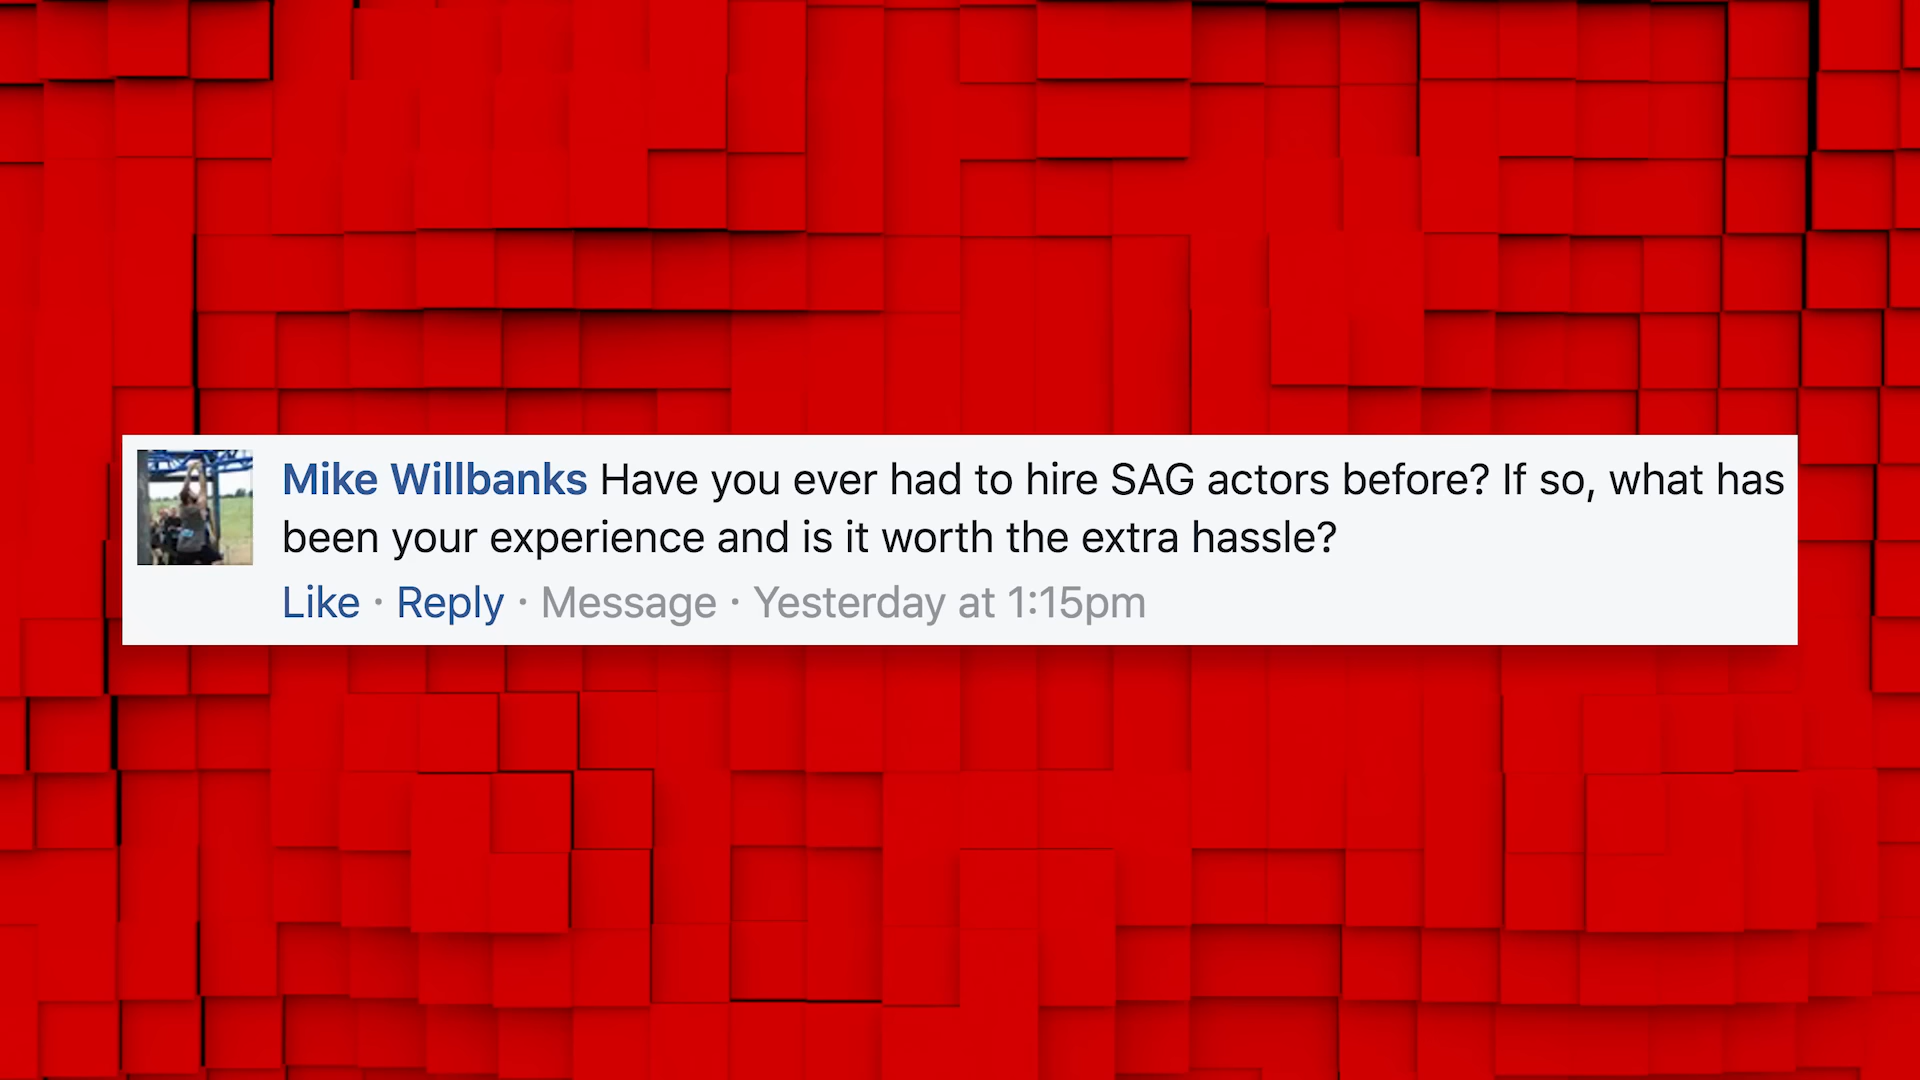 Mike Willbanks Have you ever had to hire SAG actors before? If so, what has
been your experience and is it worth the extra hassle?
Like · Reply · Message · Yesterday at 1:15pm